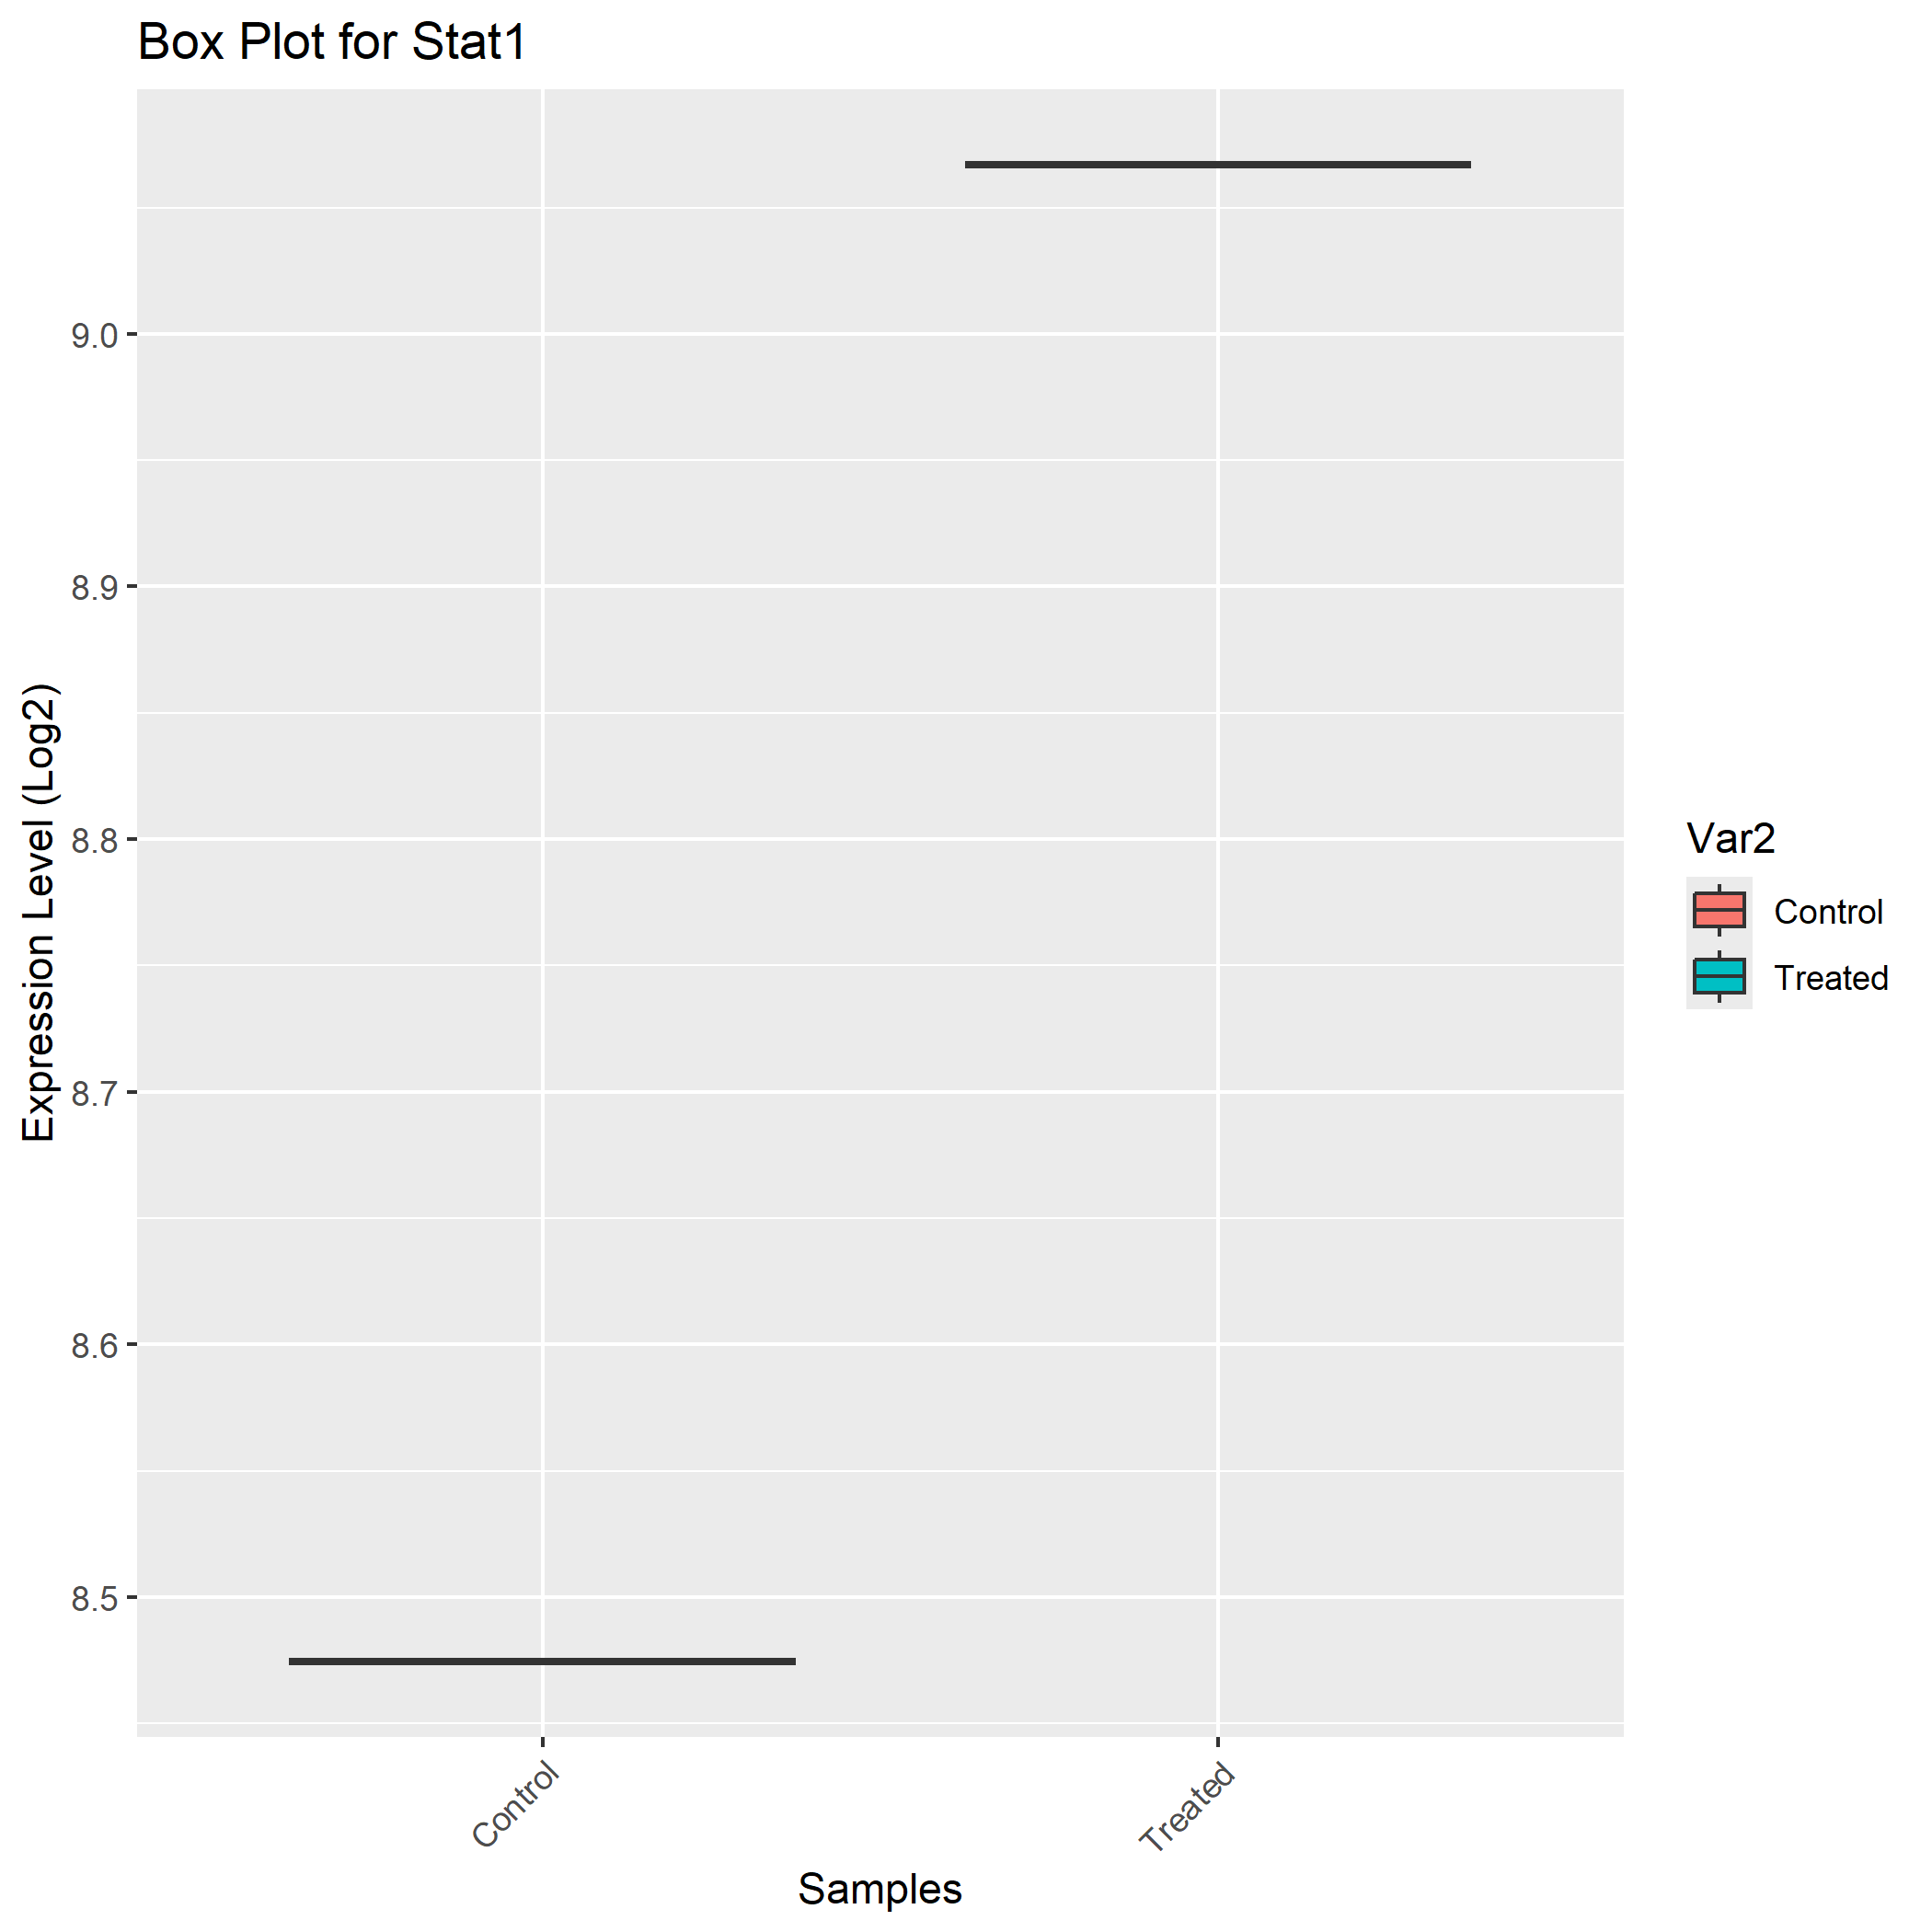 Box Plot for Stat1
Expression Level (Log2)
9.0
8.9
8.8
8.7
8.6
8.5
Control
Treated
Samples
Var2
Control
Treated